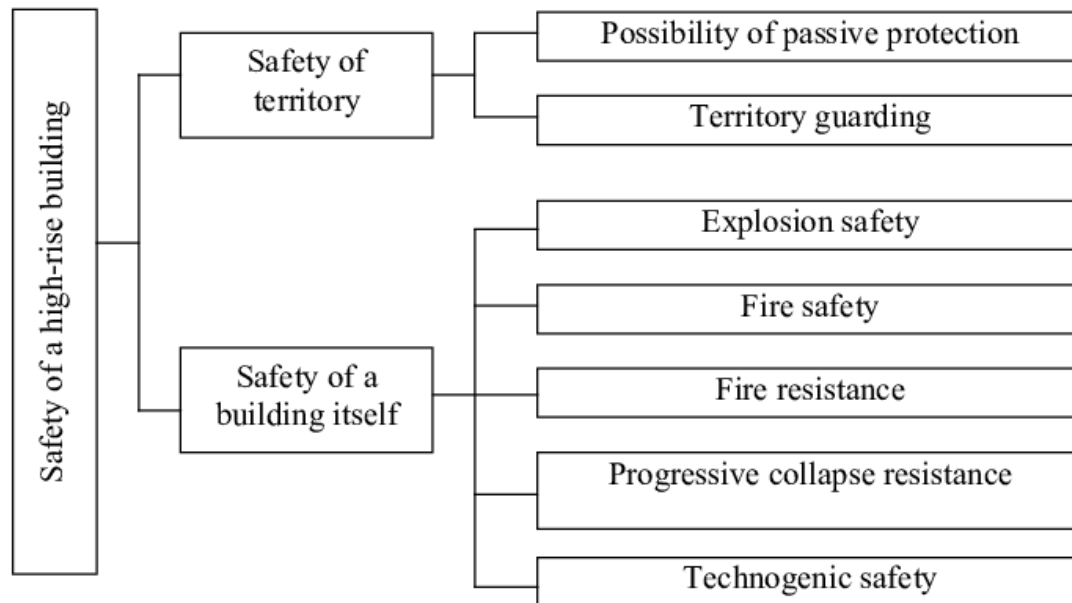 Safety of a high-rise building
Safety of
territory
Possibility of passive protection
Territory guarding
Safety of a
building itself
Explosion safety
Fire safety
Fire resistance
Progressive collapse resistance
Technogenic safety